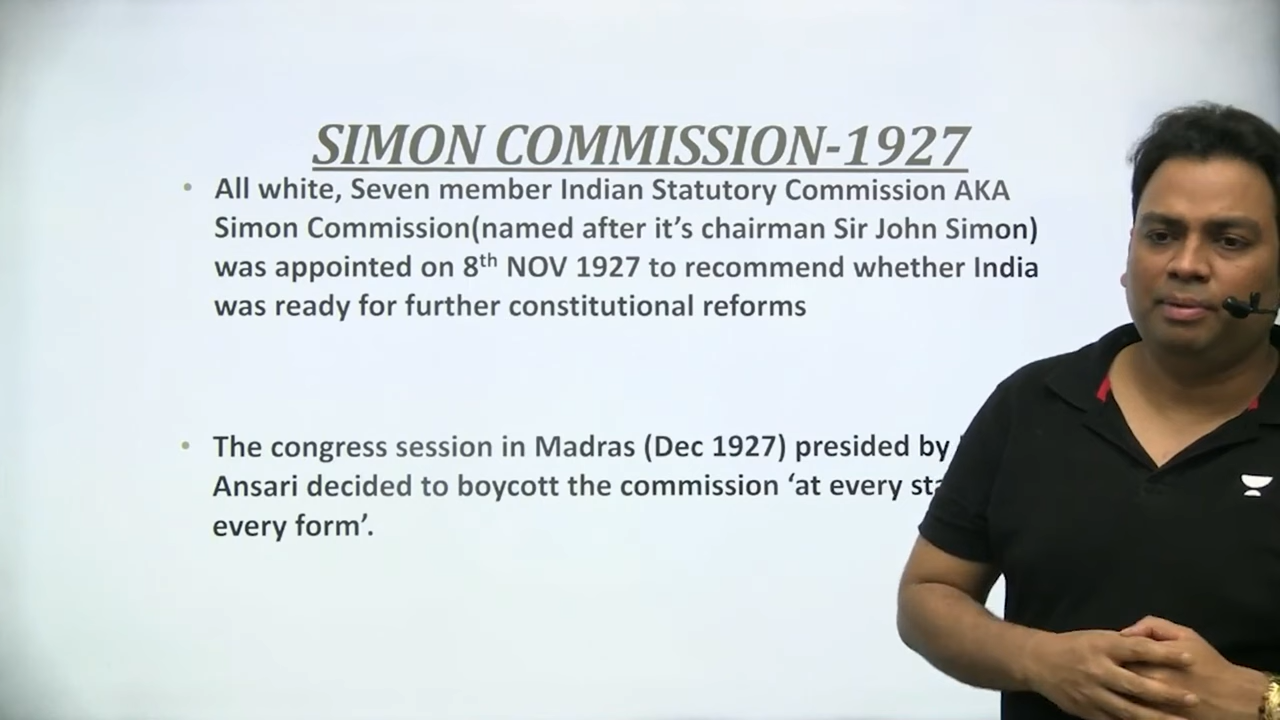 SIMON COMMISSION-1927
• All white, Seven member Indian Statutory Commission AKA
Simon Commission(named after it’s chairman Sir John Simon)
was appointed on 8th NOV 1927 to recommend whether India
was ready for further constitutional reforms
• The congress session in Madras (Dec 1927) presided by
Ansari decided to boycott the commission ‘at every
every form’.